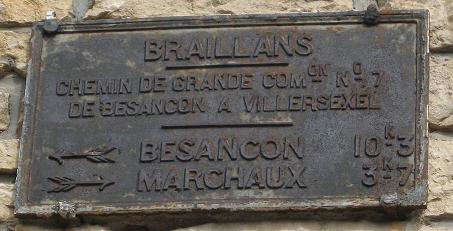 BRAILLANS
CHEMIN DE GRANDE COM^ON N^O 7
DE BESANCON A VILLERSEXEL
BESANCON 10^K 3
MARCHAUX 3^K 7